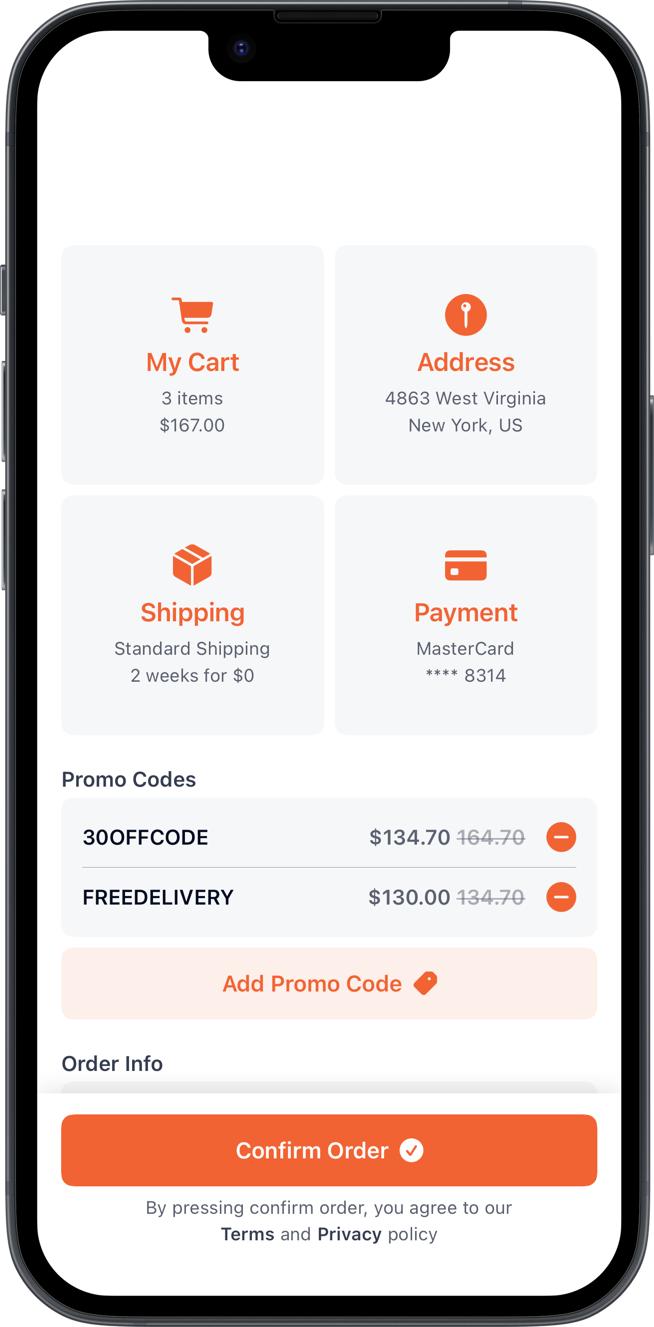 My Cart
3 items
$167.00
Address
4863 West Virginia
New York, US
Shipping
Standard Shipping
2 weeks for $0
Payment
MasterCard
**** 8314
Promo Codes
30OFFCODE $134.70 164.70
FREEDELIVERY $130.00 134.70
Add Promo Code
Order Info
Confirm Order
By pressing confirm order, you agree to our
Terms and Privacy policy